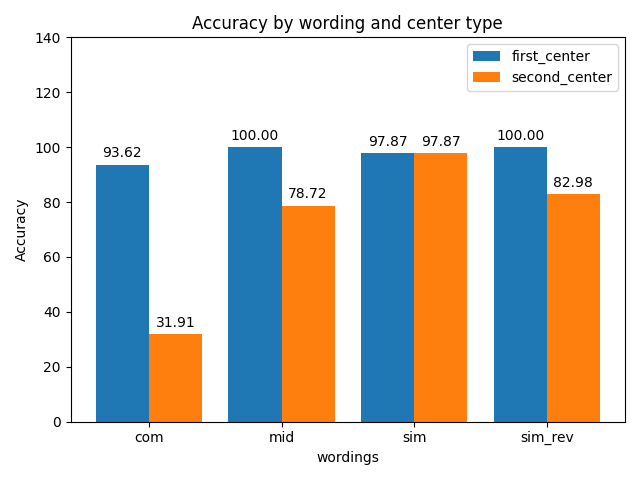 Accuracy by wording and center type
Accuracy
140
120
100
80
60
40
20
0
first_center
second_center
93.62
31.91
100.00
78.72
97.87
97.87
100.00
82.98
com
mid
sim
sim_rev
wordings